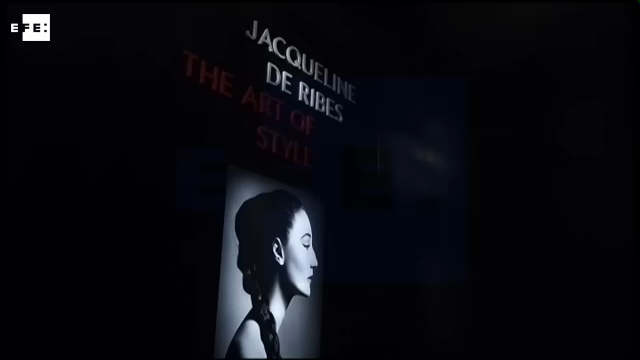 EFE:
JACQUELINE
DE RIBES
THE ART OF
STYLE